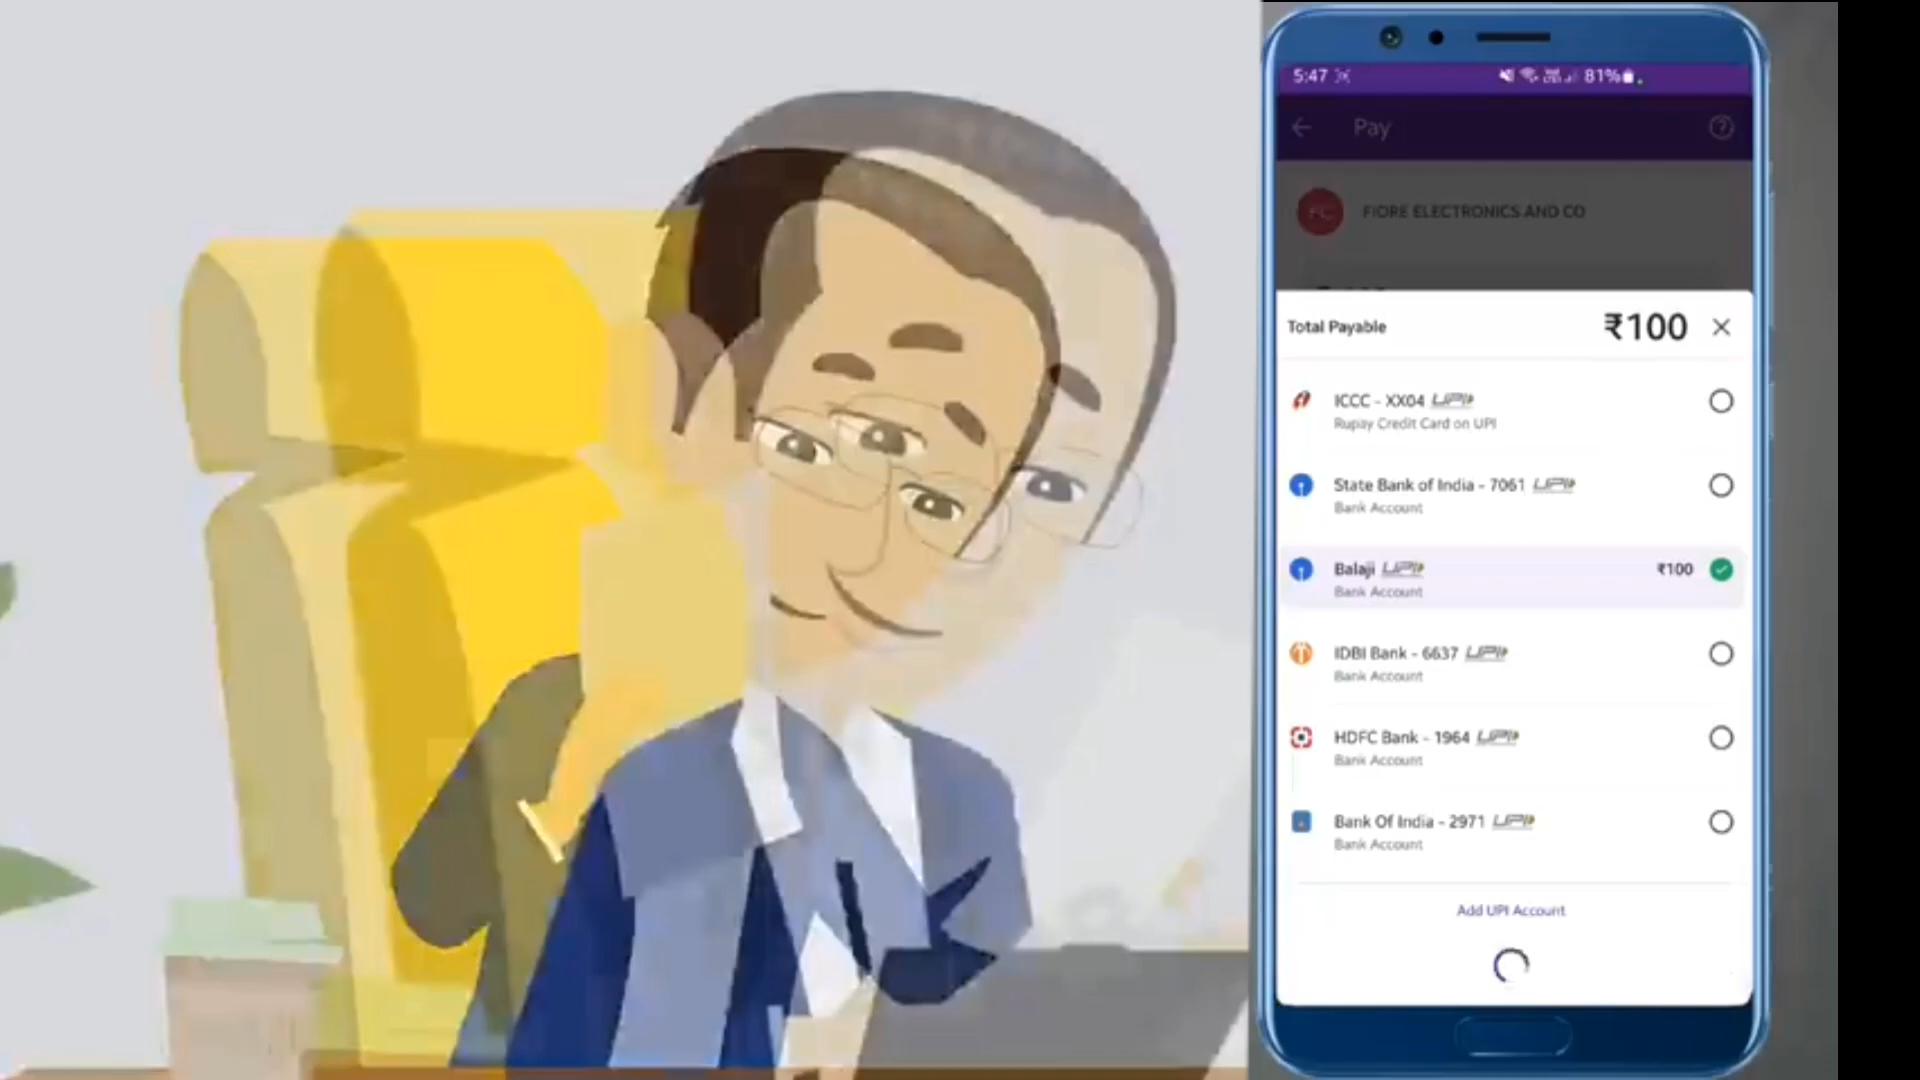 5:47
81%
Pay
FC
FIORE ELECTRONICS AND CO
Total Payable
₹100
ICCC - XX04 UPI
Rupay Credit Card on UPI
State Bank of India - 7061 UPI
Bank Account
Balaji UPI
₹100
Bank Account
IDBI Bank - 6637 UPI
Bank Account
HDFC Bank - 1964 UPI
Bank Account
Bank Of India - 2971 UPI
Bank Account
Add UPI Account